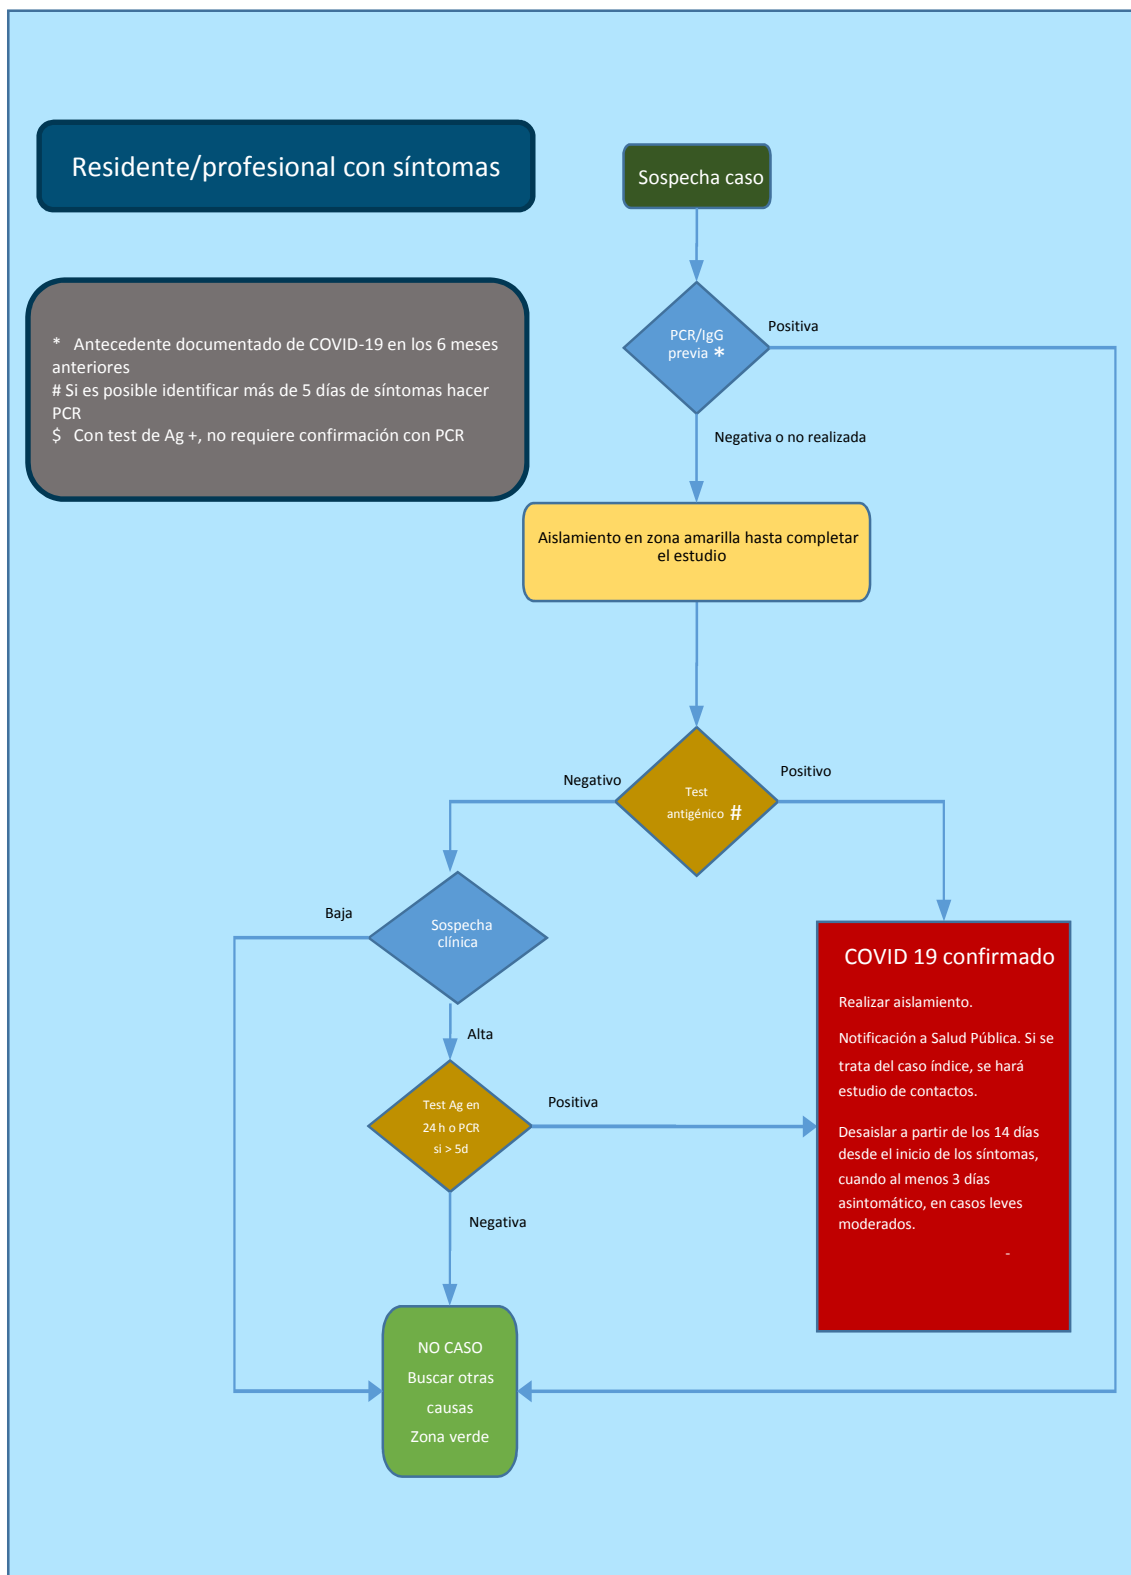 Residente/profesional con síntomas
Sospecha caso
* Antecedente documentado de COVID-19 en los 6 meses
anteriores
# Si es posible identificar más de 5 días de síntomas hacer
PCR
$ Con test de Ag +, no requiere confirmación con PCR
PCR/IgG
previa *
Positiva
Negativa o no realizada
Aislamiento en zona amarilla hasta completar
el estudio
Negativo
Positivo
Test
antigénico #
Baja
Sospecha
clínica
Alta
Test Ag en
24 h o PCR
si > 5d
Positiva
Negativa
COVID 19 confirmado
Realizar aislamiento.
Notificación a Salud Pública. Si se
trata del caso índice, se hará
estudio de contactos.
Desaislar a partir de los 14 días
desde el inicio de los síntomas,
cuando al menos 3 días
asintomático, en casos leves
moderados.
-
NO CASO
Buscar otras
causas
Zona verde